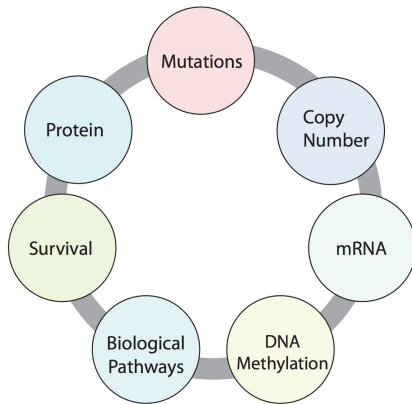 Mutations
Copy
Number
mRNA
DNA
Methylation
Biological
Pathways
Survival
Protein